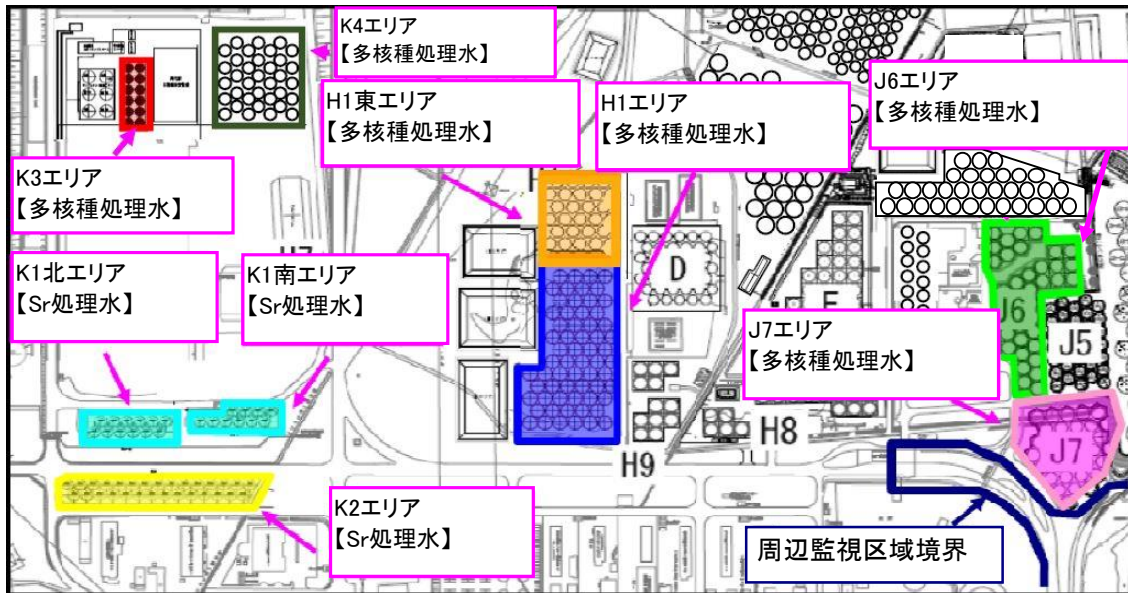 K4エリア
【多核種処理水】
H1東エリア
【多核種処理水】
H1エリア
【多核種処理水】
J6エリア
【多核種処理水】
K3エリア
【多核種処理水】
K1北エリア
【Sr処理水】
K1南エリア
【Sr処理水】
D
J7エリア
【多核種処理水】
J6
J5
H8
J7
H9
K2エリア
【Sr処理水】
周辺監視区域境界